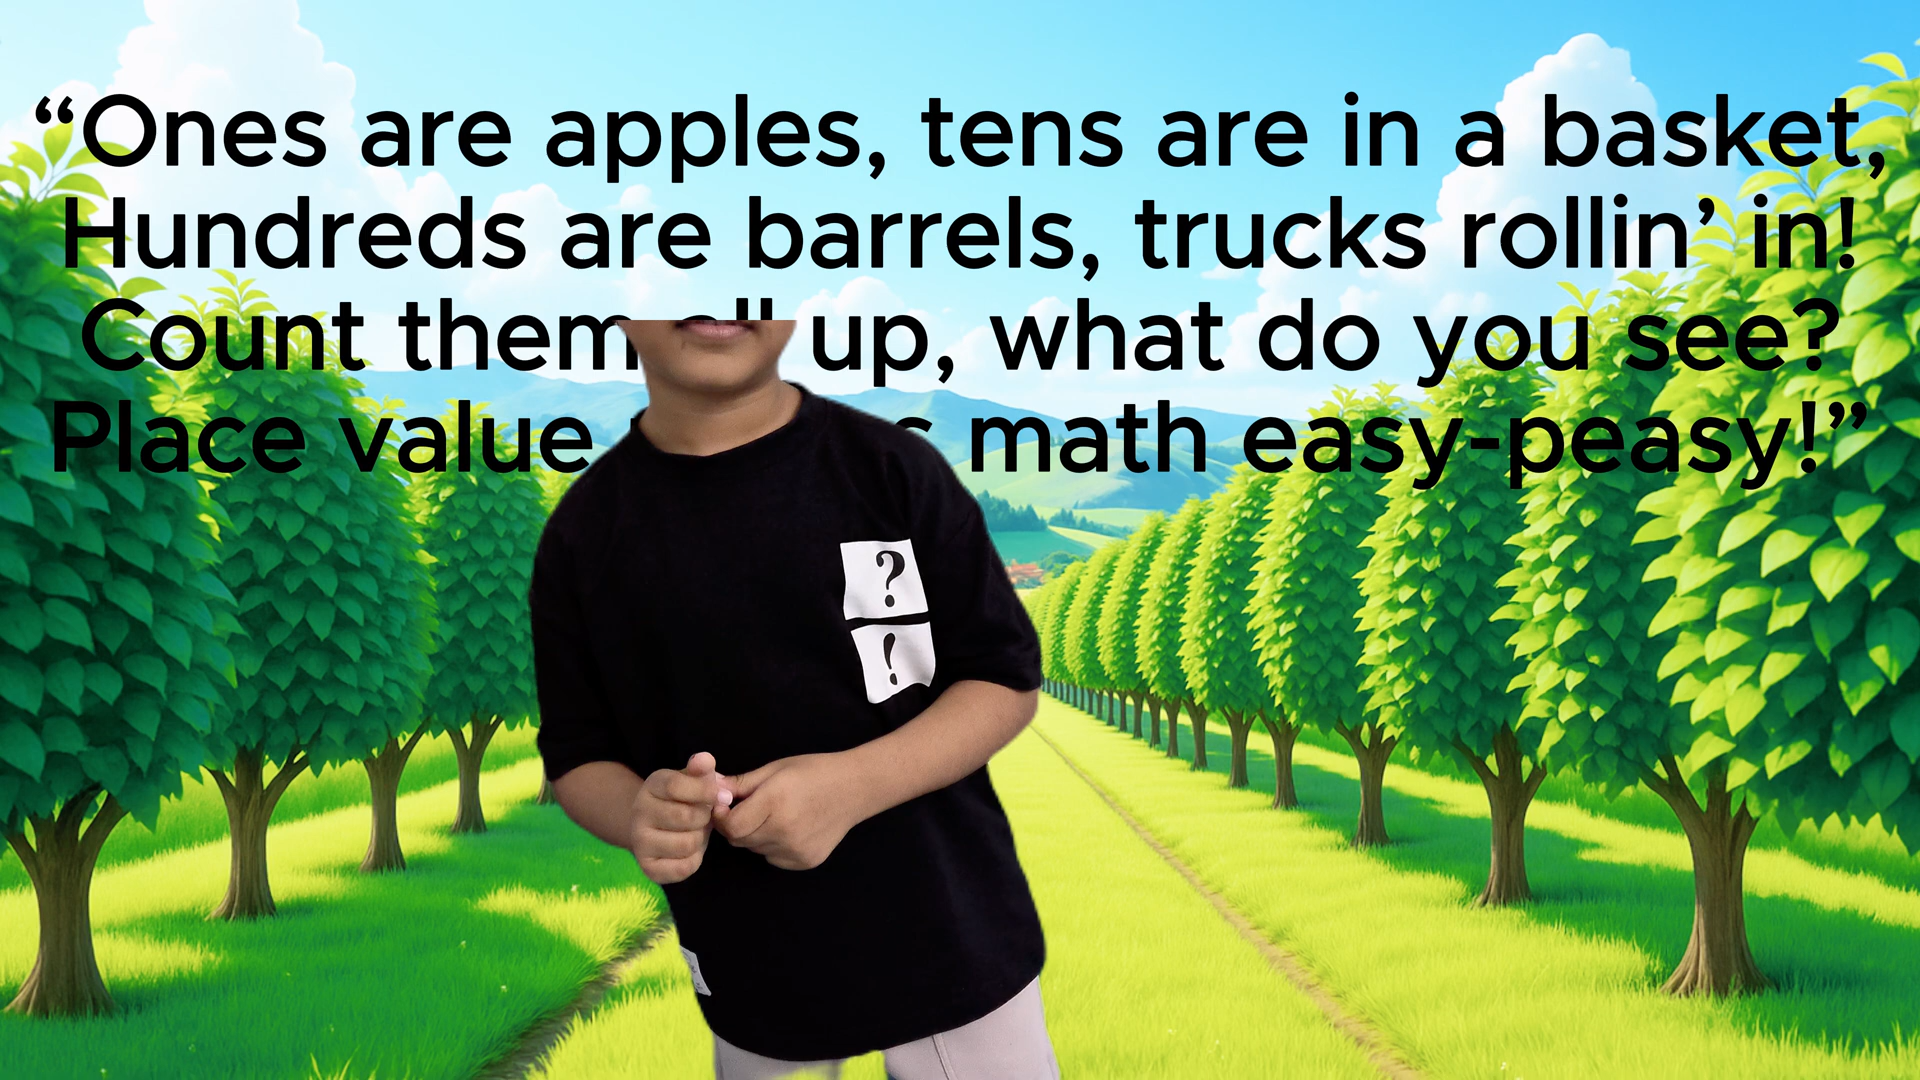 “Ones are apples, tens are in a basket,
Hundreds are barrels, trucks rollin’ in!
Count them up, what do you see?
Place value math easy-peasy!”
?
!